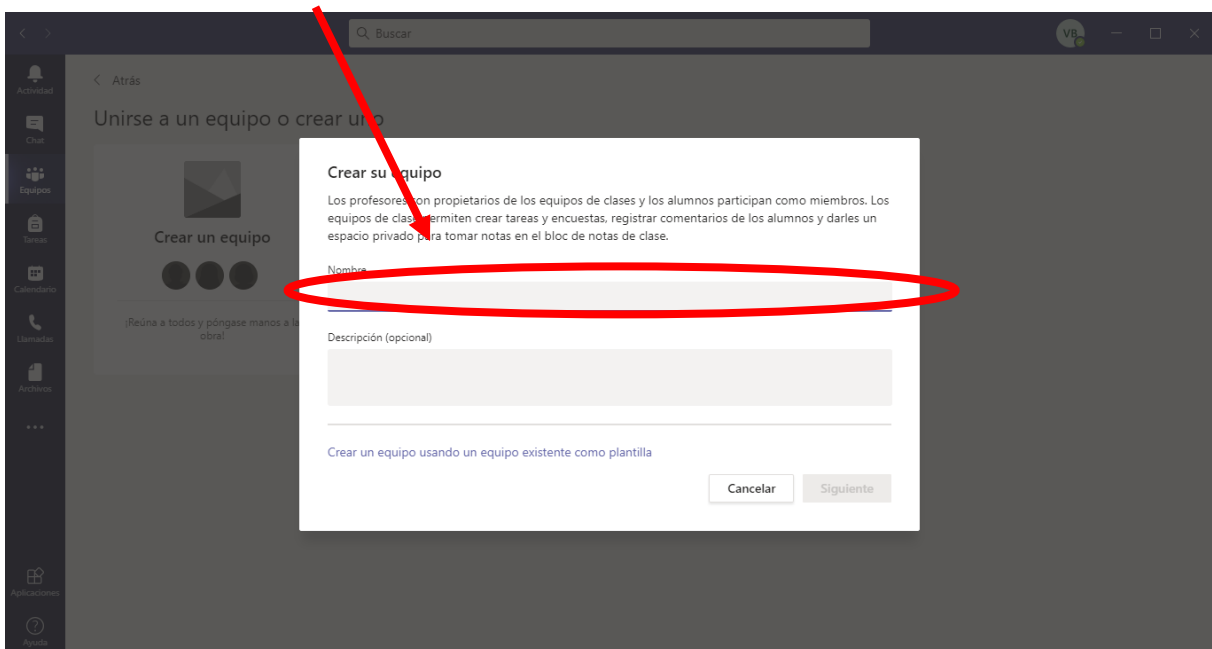 Buscar
VB
Actividad
Chat
Equipos
Tareas
Calendario
Llamadas
Archivos
Aplicaciones
Ayuda
Atrás
Unirse a un equipo o crear uno
Crear un equipo
¡Reúna a todos y póngase manos a la
obra!
Crear su equipo
Los profesores son propietarios de los equipos de clases y los alumnos participan como miembros. Los
equipos de clase permiten crear tareas y encuestas, registrar comentarios de los alumnos y darles un
espacio privado para tomar notas en el bloc de notas de clase.
Nombre
Descripción (opcional)
Crear un equipo usando un equipo existente como plantilla
Cancelar
Siguiente